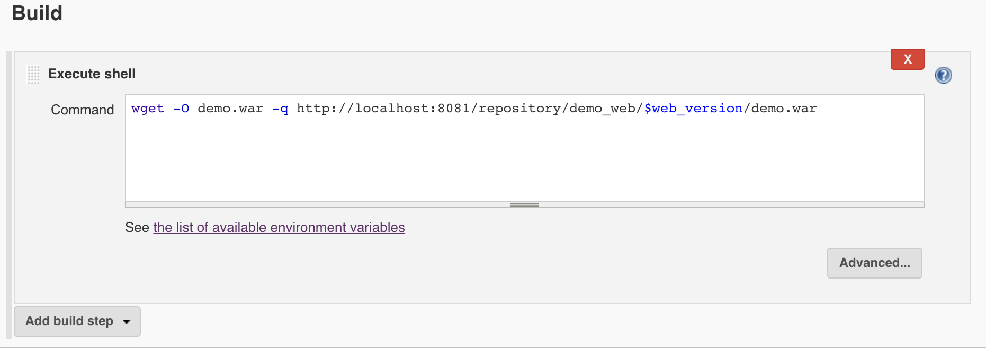 Build
X
Execute shell
?
Command
wget -O demo.war -q http://localhost:8081/repository/demo_web/$web_version/demo.war
See the list of available environment variables
Advanced...
Add build step